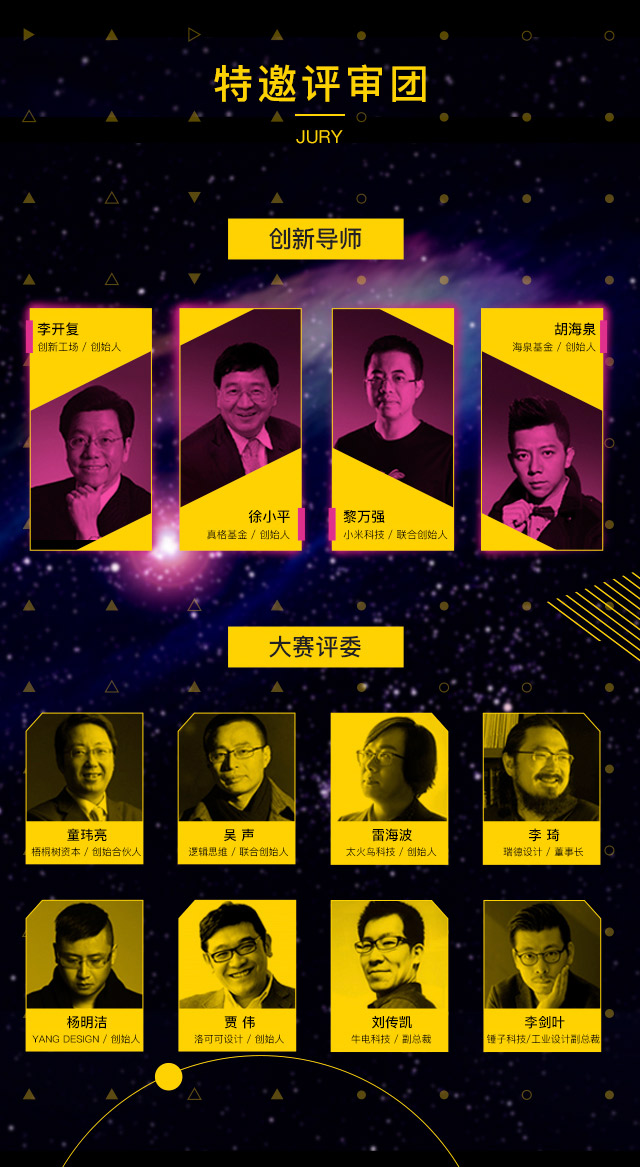 特邀评审团
JURY
创新导师
李开复
创新工场 / 创始人
徐小平
真格基金 / 创始人
黎万强
小米科技 / 联合创始人
胡海泉
海泉基金 / 创始人
大赛评委
童玮亮
梧桐树资本 / 创始合伙人
吴 声
逻辑思维 / 联合创始人
雷海波
太火鸟科技 / 创始人
李 琦
瑞德设计 / 董事长
杨明洁
YANG DESIGN / 创始人
贾 伟
洛可可设计 / 创始人
刘传凯
牛电科技 / 副总裁
李剑叶
锤子科技/工业设计副总裁